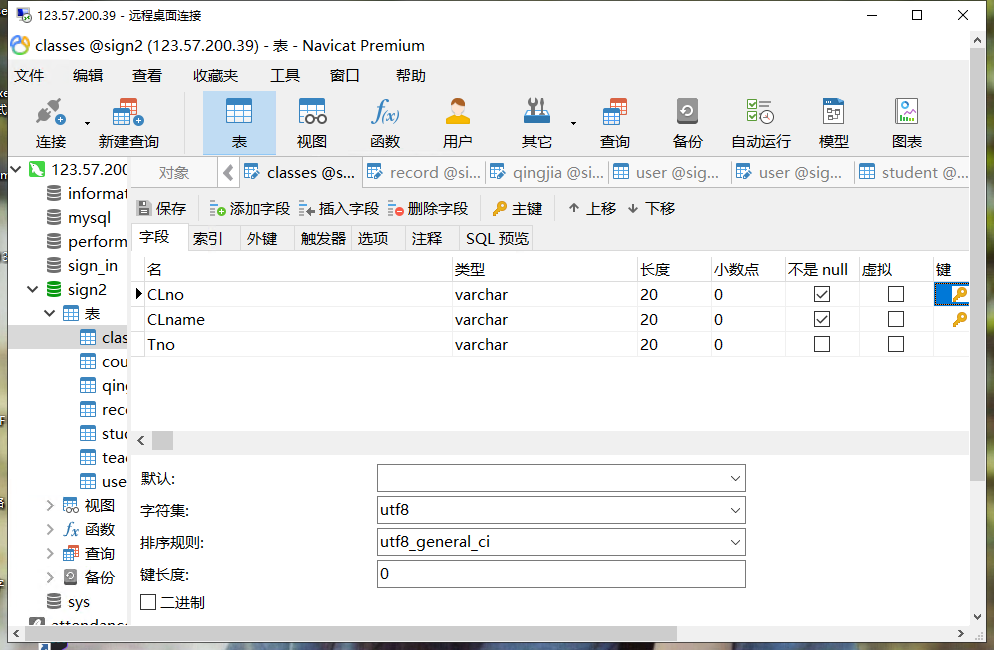 123.57.200.39 - 远程桌面连接
classes @sign2 (123.57.200.39) - 表 - Navicat Premium
文件 编辑 查看 收藏夹 工具 窗口 帮助
连接 新建查询 表 视图 函数 用户 其它 查询 备份 自动运行 模型 图表
123.57.200
informat
mysql
perform
sign_in
sign2
表
clas
cou
qing
reco
stud
tea
use
视图
函数
查询
备份
sys
对象 classes @s... record @si... qingjia @si... user @sig... user @sig... student @...
保存 添加字段 插入字段 删除字段 主键 上移 下移
字段 索引 外键 触发器 选项 注释 SQL 预览
名 类型 长度 小数点 不是 null 虚拟 键
CLno varchar 20 0
CLname varchar 20 0
Tno varchar 20 0
默认:
字符集: utf8
排序规则: utf8_general_ci
键长度: 0
二进制